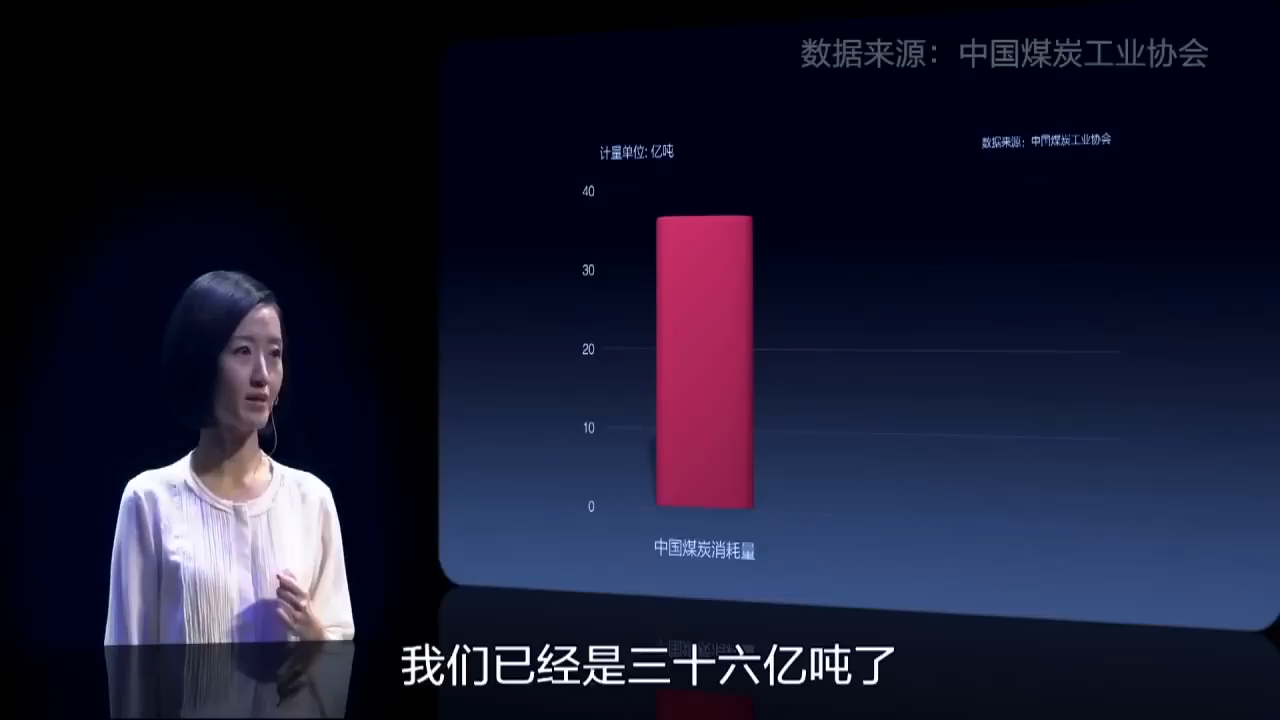 数据来源：中国煤炭工业协会
数据来源：中国煤炭工业协会
计量单位: 亿吨
40
30
20
10
0
中国煤炭消耗量
我们已经是三十六亿吨了